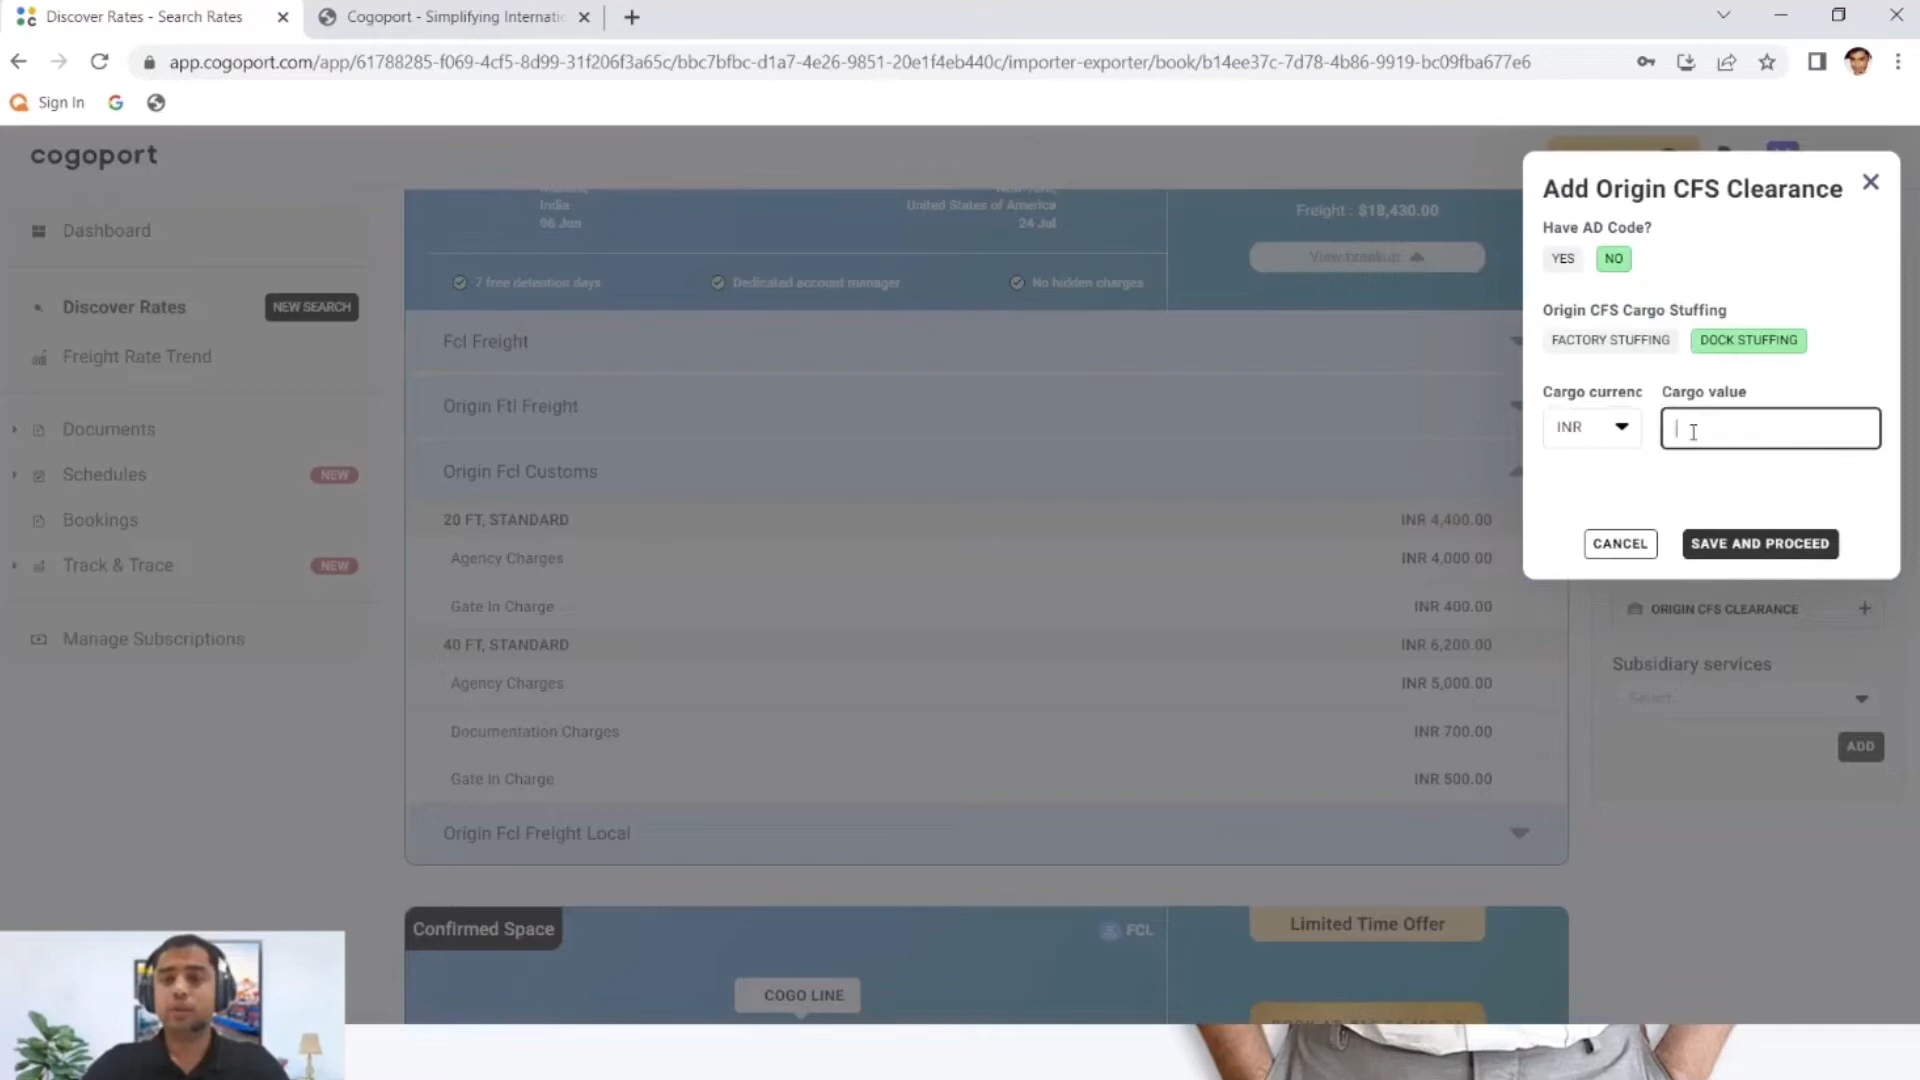 Discover Rates - Search Rates
Cogoport - Simplifying Internatio
app.cogoport.com/app/61788285-f069-4cf5-8d99-31f206f3a65c/bbc7bfbc-d1a7-4e26-9851-20e1f4eb440c/importer-exporter/book/b14ee37c-7d78-4b86-9919-bc09fba677e6
Sign In
cogoport
Dashboard
Discover Rates
NEW SEARCH
Freight Rate Trend
Documents
Schedules
NEW
Bookings
Track & Trace
NEW
Manage Subscriptions
India
06 Jun
United States of America
24 Jul
Freight : $18,430.00
View breakup
7 free detention days
Dedicated account manager
No hidden charges
Fcl Freight
Origin Ftl Freight
Origin Fcl Customs
20 FT, STANDARD
INR 4,400.00
Agency Charges
INR 4,000.00
Gate In Charge
INR 400.00
40 FT, STANDARD
INR 6,200.00
Agency Charges
INR 5,000.00
Documentation Charges
INR 700.00
Gate In Charge
INR 500.00
Origin Fcl Freight Local
Confirmed Space
FCL
Limited Time Offer
COGO LINE
Add Origin CFS Clearance
Have AD Code?
YES
NO
Origin CFS Cargo Stuffing
FACTORY STUFFING
DOCK STUFFING
Cargo currenc
Cargo value
INR
CANCEL
SAVE AND PROCEED
ORIGIN CFS CLEARANCE
Subsidiary services
Select
ADD